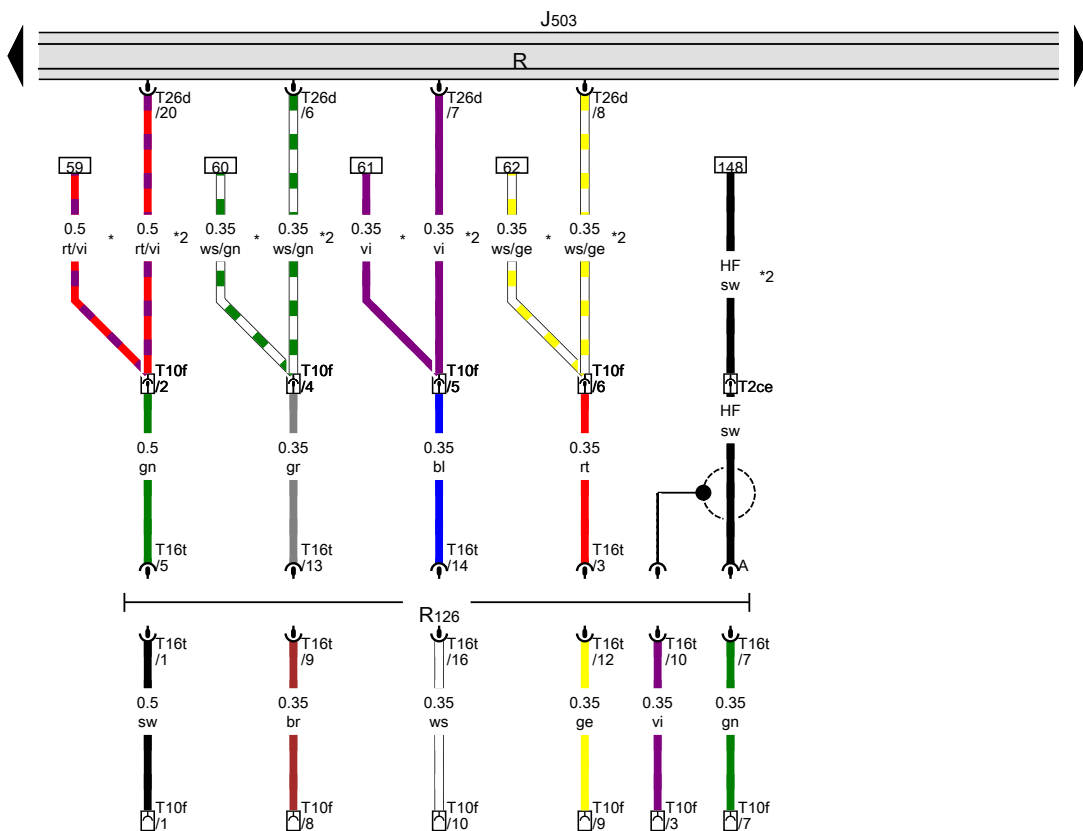 J503
R
T26d T26d T26d T26d
/20 /6 /7 /8
59 60 61 62 148
0.5 0.5 0.35 0.35 0.35 0.35 0.35 0.35
rt/vi * rt/vi *2 ws/gn * ws/gn *2 vi * vi *2 ws/ge * ws/ge *2
HF
sw *2
T10f T10f T10f T10f
/2 /4 /5 /6 T2ce
HF
sw
0.5 0.35 0.35 0.35
gn gr bl rt
T16t T16t T16t T16t
/5 /13 /14 /3 A
R126
T16t T16t T16t T16t T16t T16t
/1 /9 /16 /12 /10 /7
0.5 0.35 0.35 0.35 0.35 0.35
sw br ws ge vi gn
T10f T10f T10f T10f T10f T10f
/1 /8 /10 /9 /3 /7